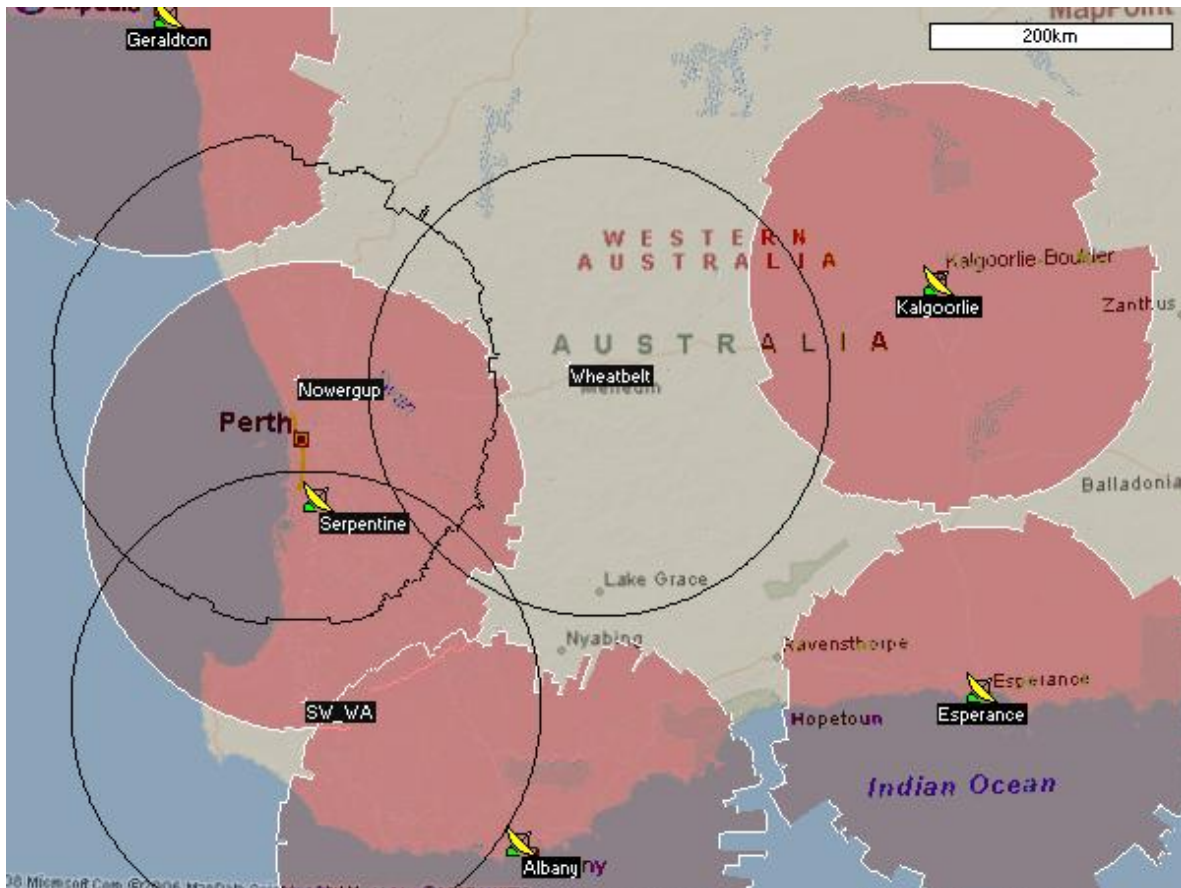 MapPoint
Geraldton
200km
WESTERN
AUSTRALIA
Kalgoorlie-Boulder
Kalgoorlie
Zanthus
AUSTRALIA
Wheatbelt
Nowergup
Perth
Balladonia
Serpentine
Lake Grace
Nyabing
Ravensthorpe
Esperance
SW_WA
Hopetoun
Esperance
Indian Ocean
Albany
ny